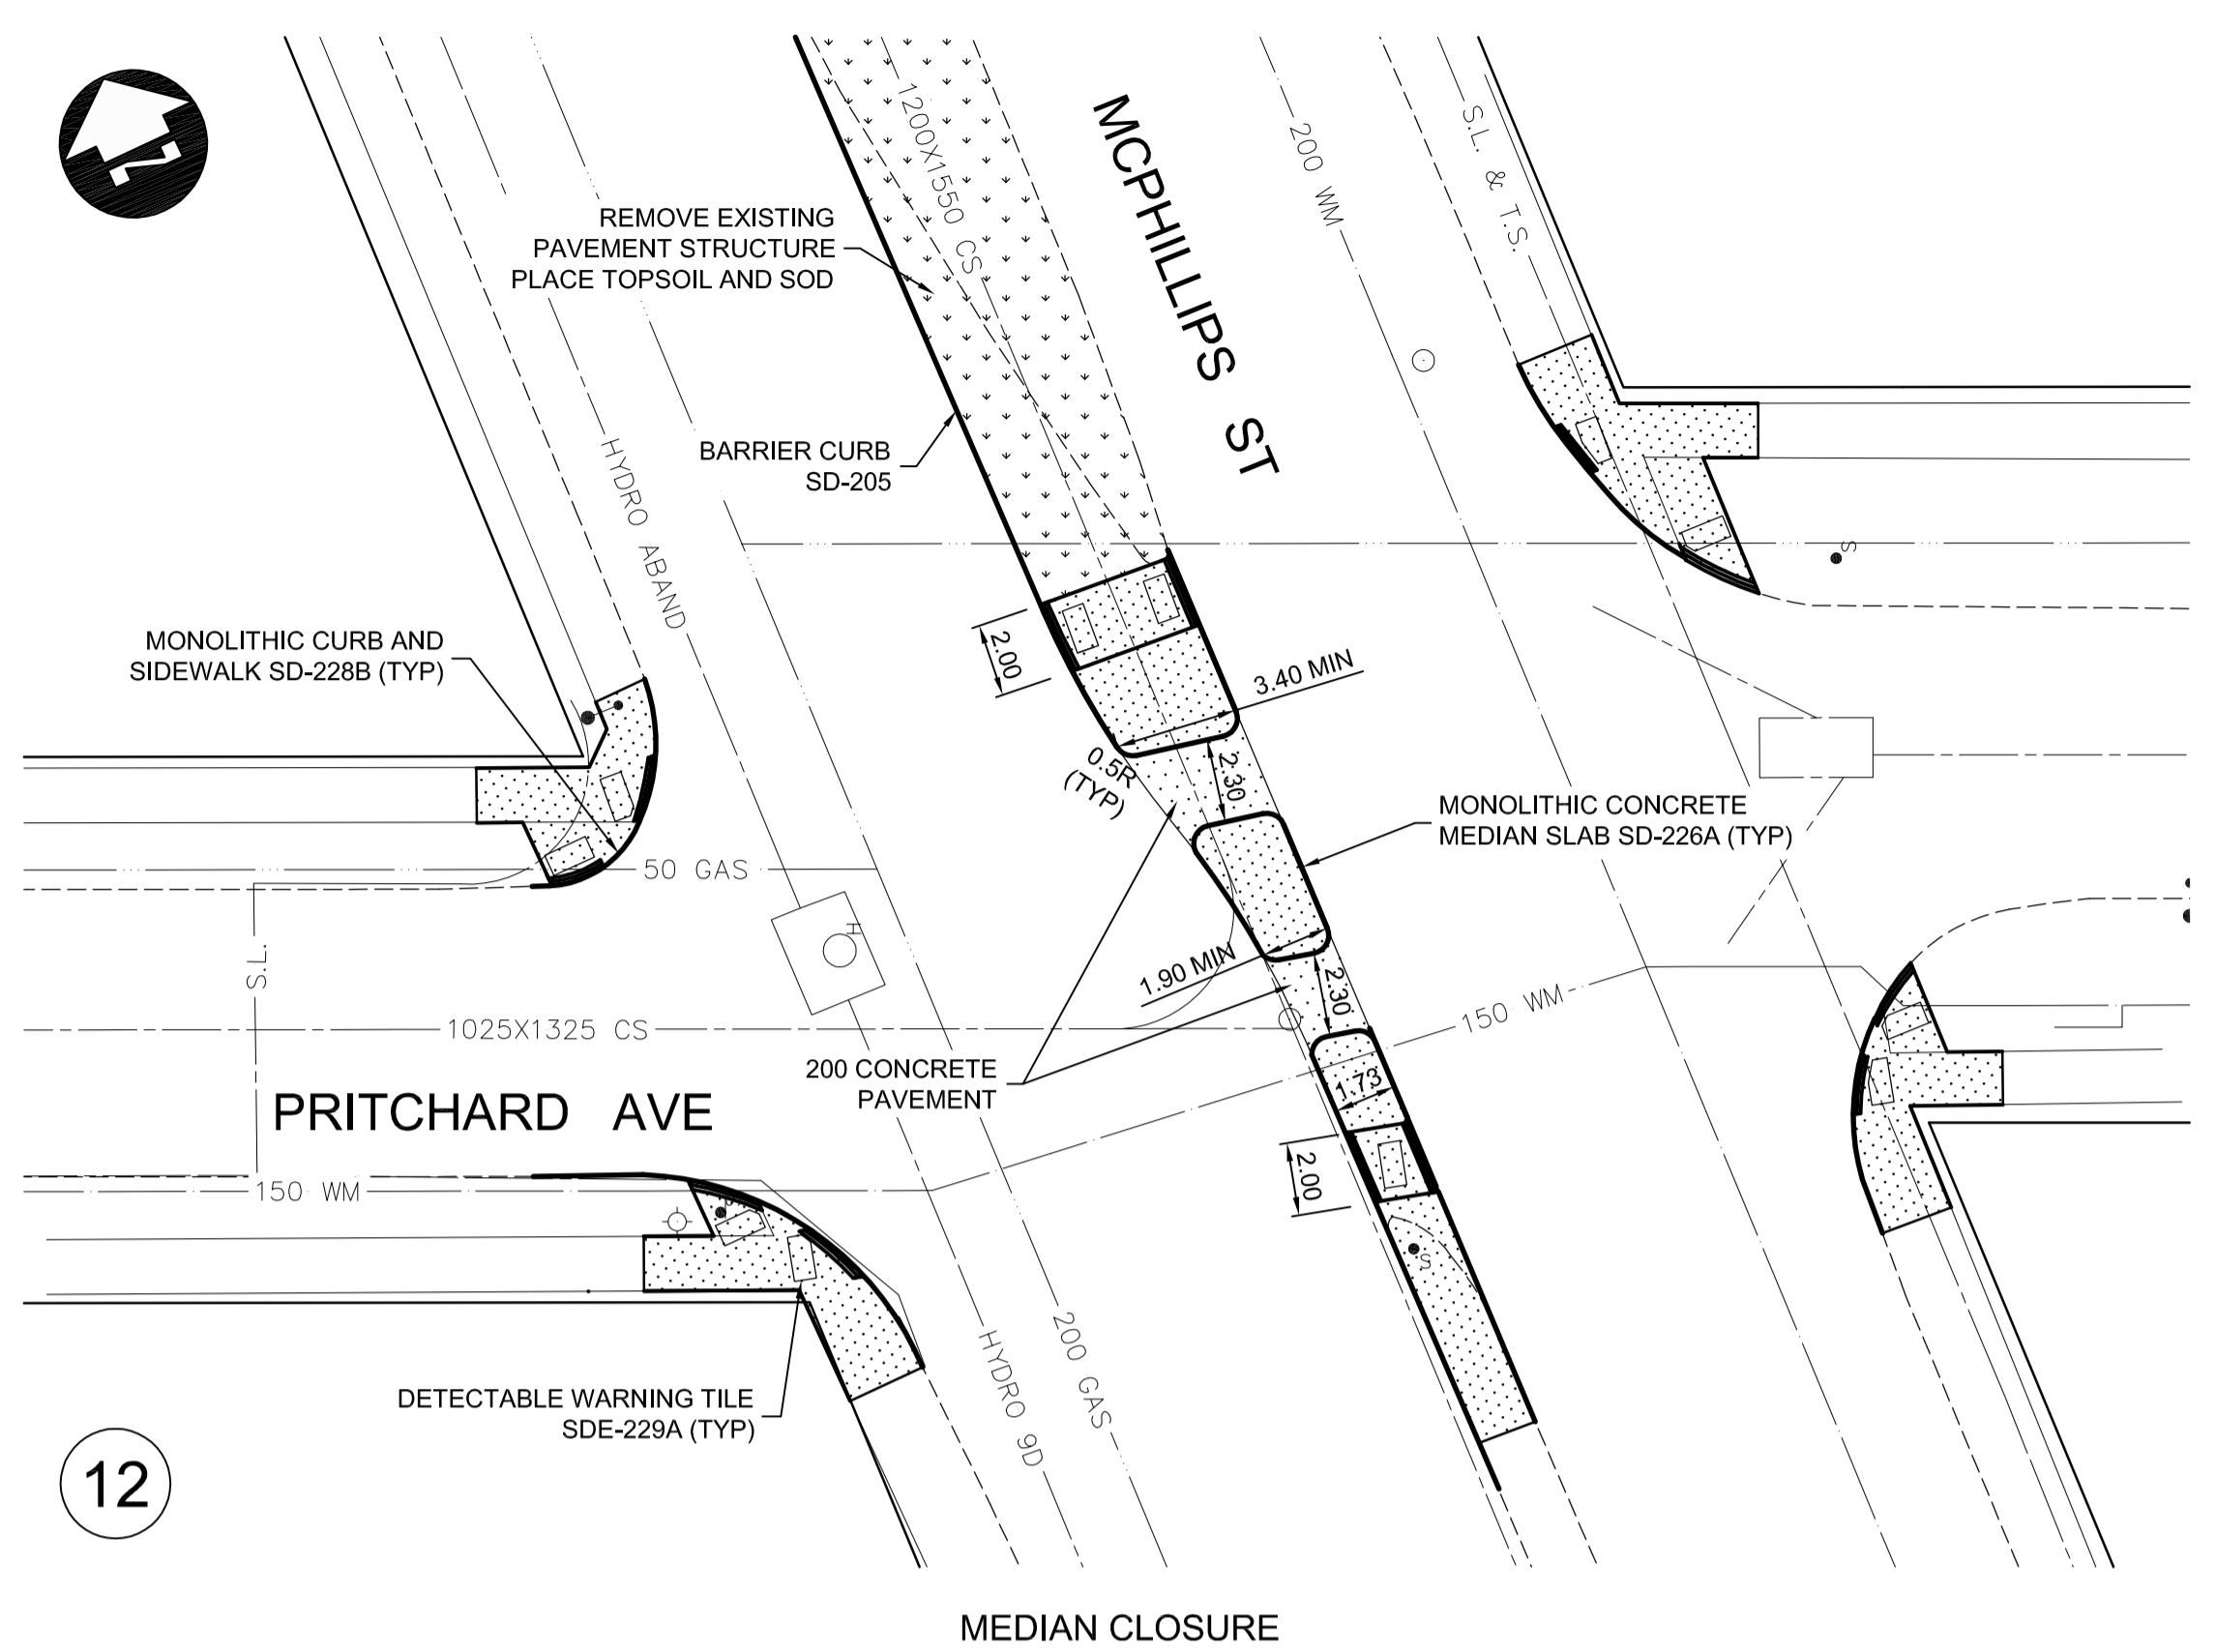 N
MCPHILLIPS ST
1200X1550 CS
200 WM
S.L. & T.S.
REMOVE EXISTING
PAVEMENT STRUCTURE
PLACE TOPSOIL AND SOD
BARRIER CURB
SD-205
HYDRO ABAND
S
MONOLITHIC CURB AND
SIDEWALK SD-228B (TYP)
2.00
3.40 MIN
0.5R
(TYP)
2.30
MONOLITHIC CONCRETE
MEDIAN SLAB SD-226A (TYP)
50 GAS
H
S.L.
1.90 MIN
2.30
150 WM
1025X1325 CS
200 CONCRETE
PAVEMENT
1.73
PRITCHARD AVE
2.00
150 WM
S
DETECTABLE WARNING TILE
SDE-229A (TYP)
HYDRO 9D
200 GAS
12
MEDIAN CLOSURE